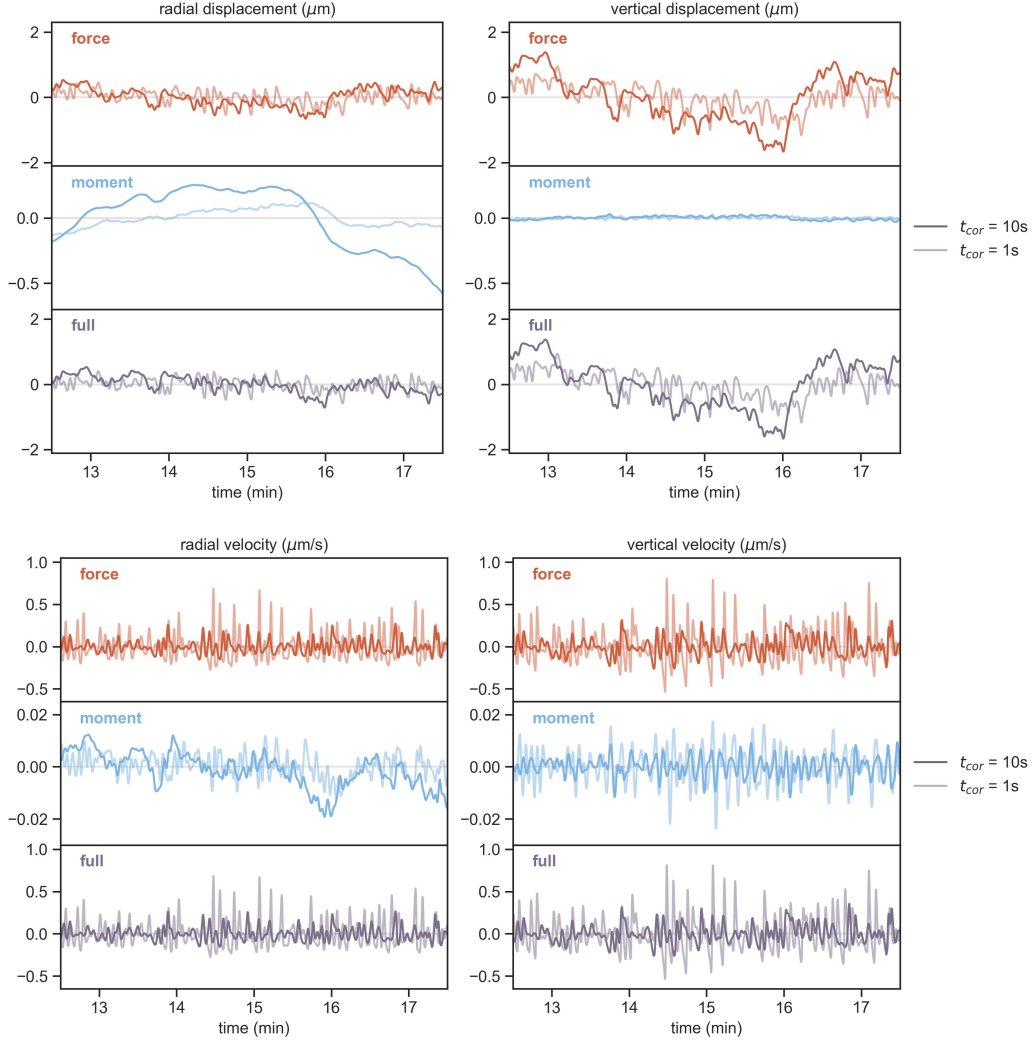 radial displacement (μm)
vertical displacement (μm)
force
2
0
−2
force
2
0
−2
moment
0.0
−0.5
moment
0.0
−0.5
t_cor = 10s
t_cor = 1s
full
2
0
−2
13 14 15 16 17
time (min)
full
2
0
−2
13 14 15 16 17
time (min)
radial velocity (μm/s)
vertical velocity (μm/s)
force
1.0
0.5
0.0
−0.5
force
1.0
0.5
0.0
−0.5
moment
0.02
0.00
−0.02
moment
0.02
0.00
−0.02
t_cor = 10s
t_cor = 1s
full
1.0
0.5
0.0
−0.5
13 14 15 16 17
time (min)
full
1.0
0.5
0.0
−0.5
13 14 15 16 17
time (min)